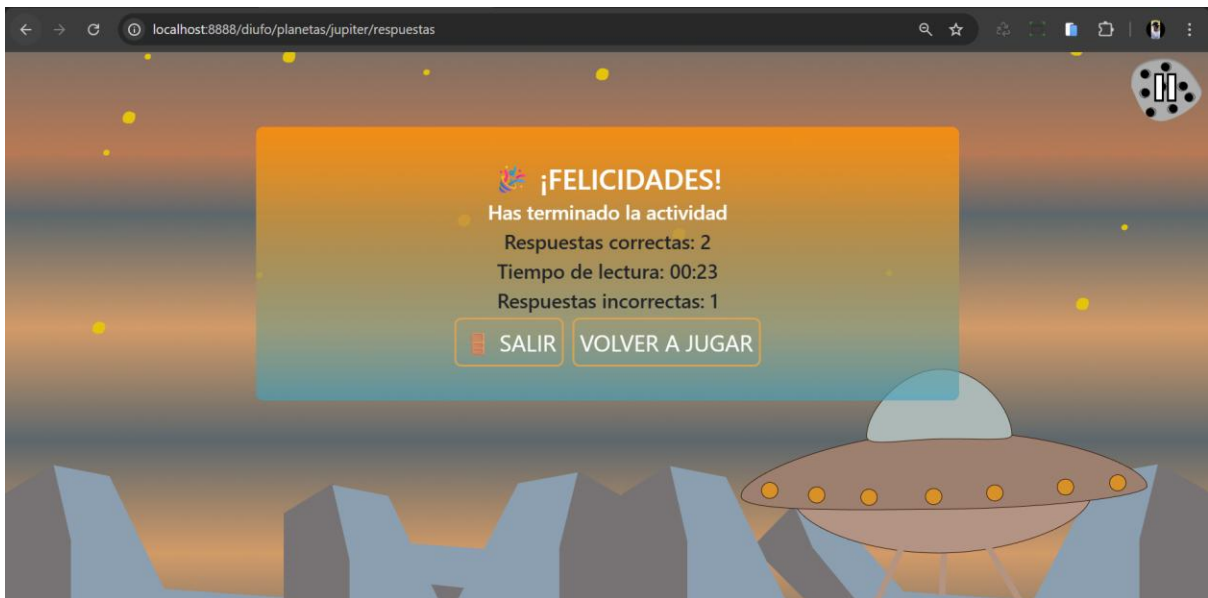 localhost:8888/diufo/planetas/jupiter/respuestas
🎉 ¡FELICIDADES!
Has terminado la actividad
Respuestas correctas: 2
Tiempo de lectura: 00:23
Respuestas incorrectas: 1
🚪 SALIR VOLVER A JUGAR